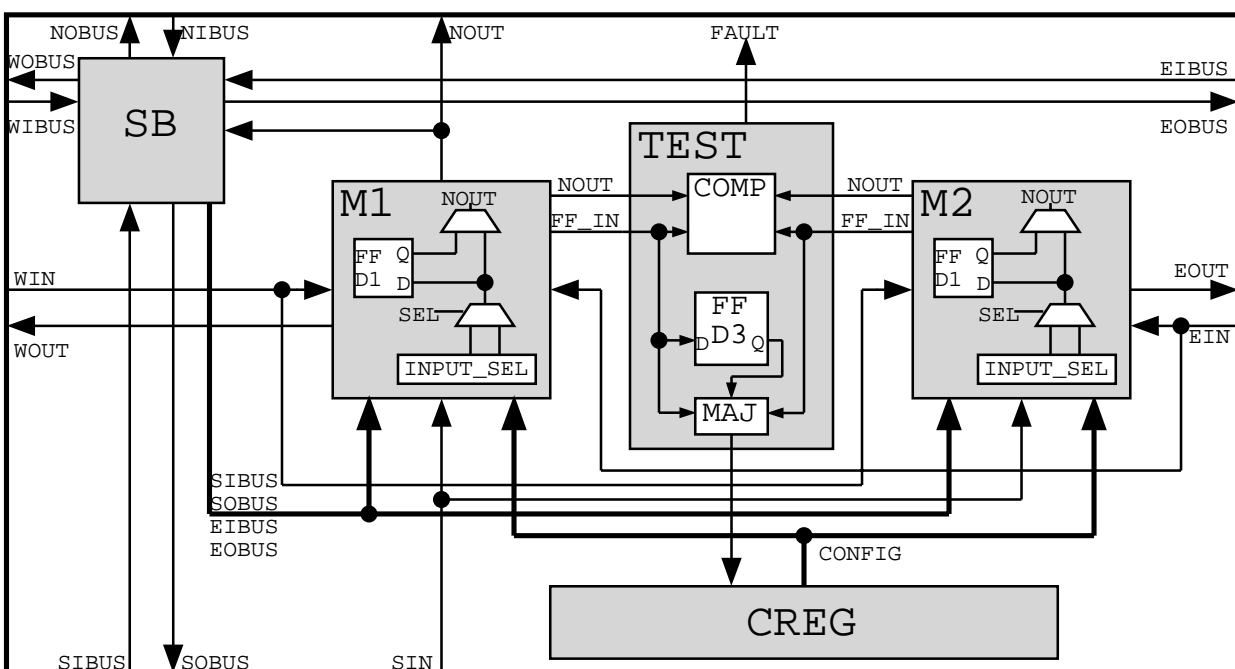 NOBUS
NIBUS
NOUT
FAULT
WOBUS
EIBUS
SB
WIBUS
EOBUS
TEST
M1
NOUT
NOUT
COMP
NOUT
M2
NOUT
FF_IN
FF_IN
FF Q
D1 D
FF Q
D1 D
WIN
EOUT
SEL
FF
D D3 Q
SEL
WOUT
EIN
INPUT_SEL
INPUT_SEL
MAJ
SIBUS
SOBUS
EIBUS
EOBUS
CONFIG
CREG
SIBUS
SOBUS
SIN